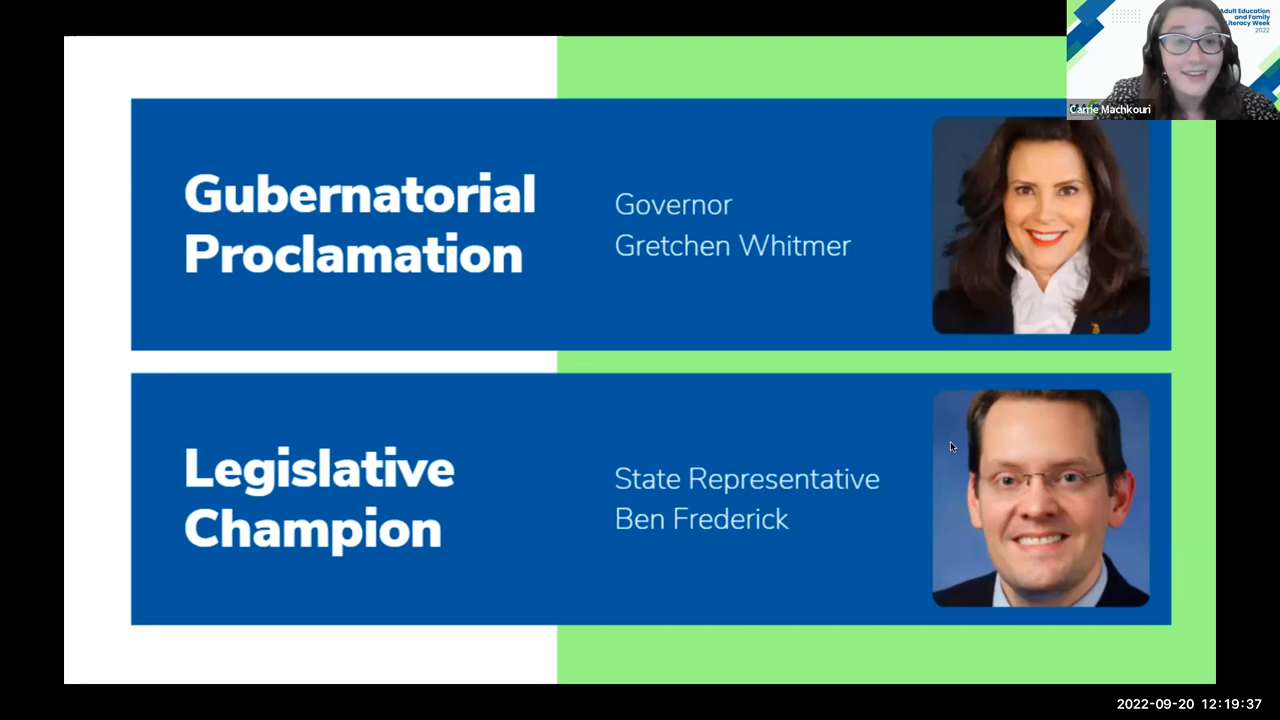 Gubernatorial
Proclamation
Governor
Gretchen Whitmer
Legislative
Champion
State Representative
Ben Frederick
Adult Education
and Family
Literacy Week
2022
Carrie Machkouri
2022-09-20 12:19:37